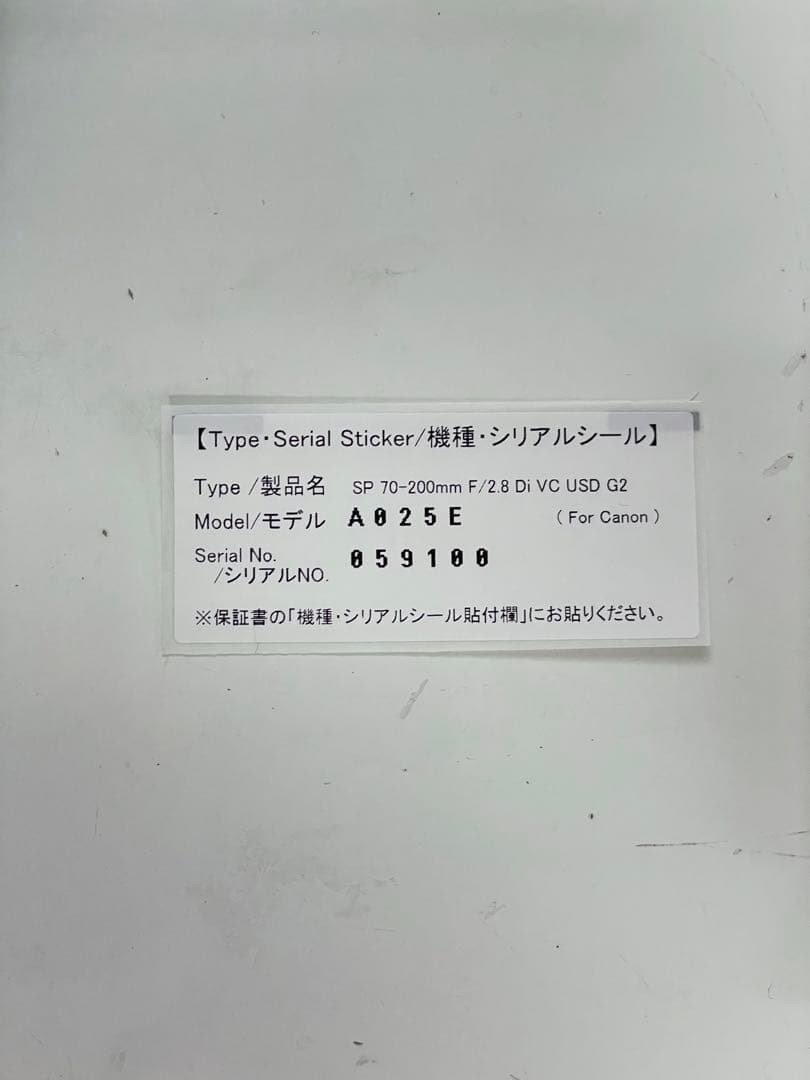 【Type・Serial Sticker/機種・シリアルシール】
Type /製品名 SP 70-200mm F/2.8 Di VC USD G2
Model/モデル A025E ( For Canon )
Serial No. 059100
/シリアルNO.
※保証書の「機種・シリアルシール貼付欄」にお貼りください。